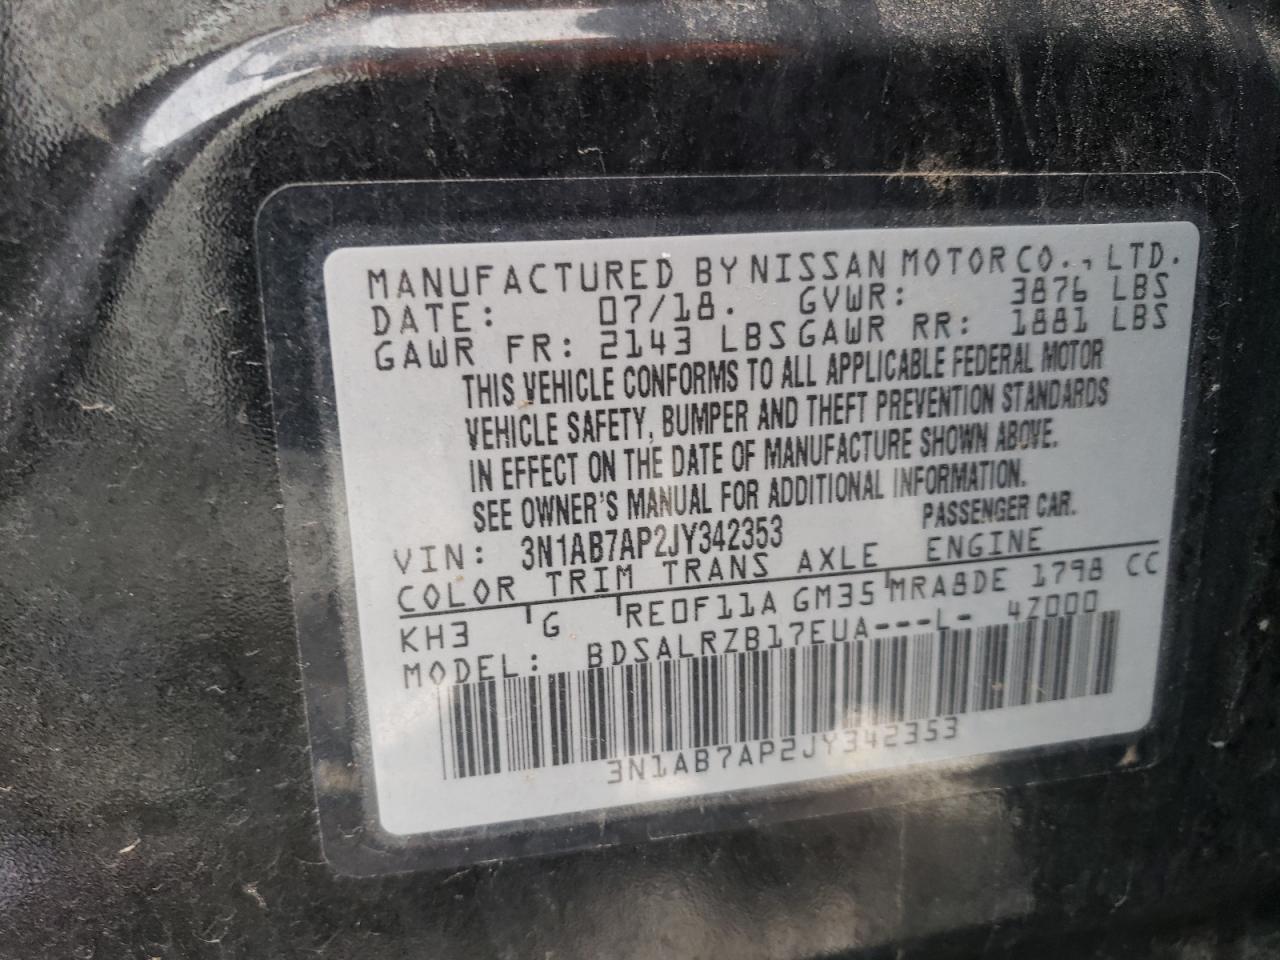 MANUFACTURED BY NISSAN MOTOR CO., LTD.
DATE: 07/18. GVWR: 3876 LBS
GAWR FR: 2143 LBS GAWR RR: 1881 LBS
THIS VEHICLE CONFORMS TO ALL APPLICABLE FEDERAL MOTOR
VEHICLE SAFETY, BUMPER AND THEFT PREVENTION STANDARDS
IN EFFECT ON THE DATE OF MANUFACTURE SHOWN ABOVE.
SEE OWNER'S MANUAL FOR ADDITIONAL INFORMATION.
VIN: 3N1AB7AP2JY342353 PASSENGER CAR.
COLOR TRIM TRANS AXLE ENGINE
KH3 G RE0F11A GM35 MRA8DE 1798 CC
MODEL: BDSALRZB17EUA---L- 4Z000
3N1AB7AP2JY342353